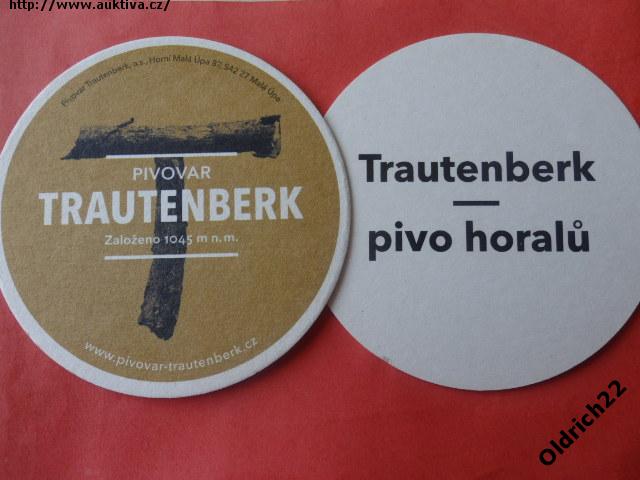 http://www.auktiva.cz/
Pivovar Trautenberk, a.s., Horní Malá Úpa 82, 542 27 Malá Úpa
PIVOVAR
TRAUTENBERK
Založeno 1045 m n.m.
www.pivovar-trautenberk.cz
Trautenberk
pivo horalů
Oldrich22